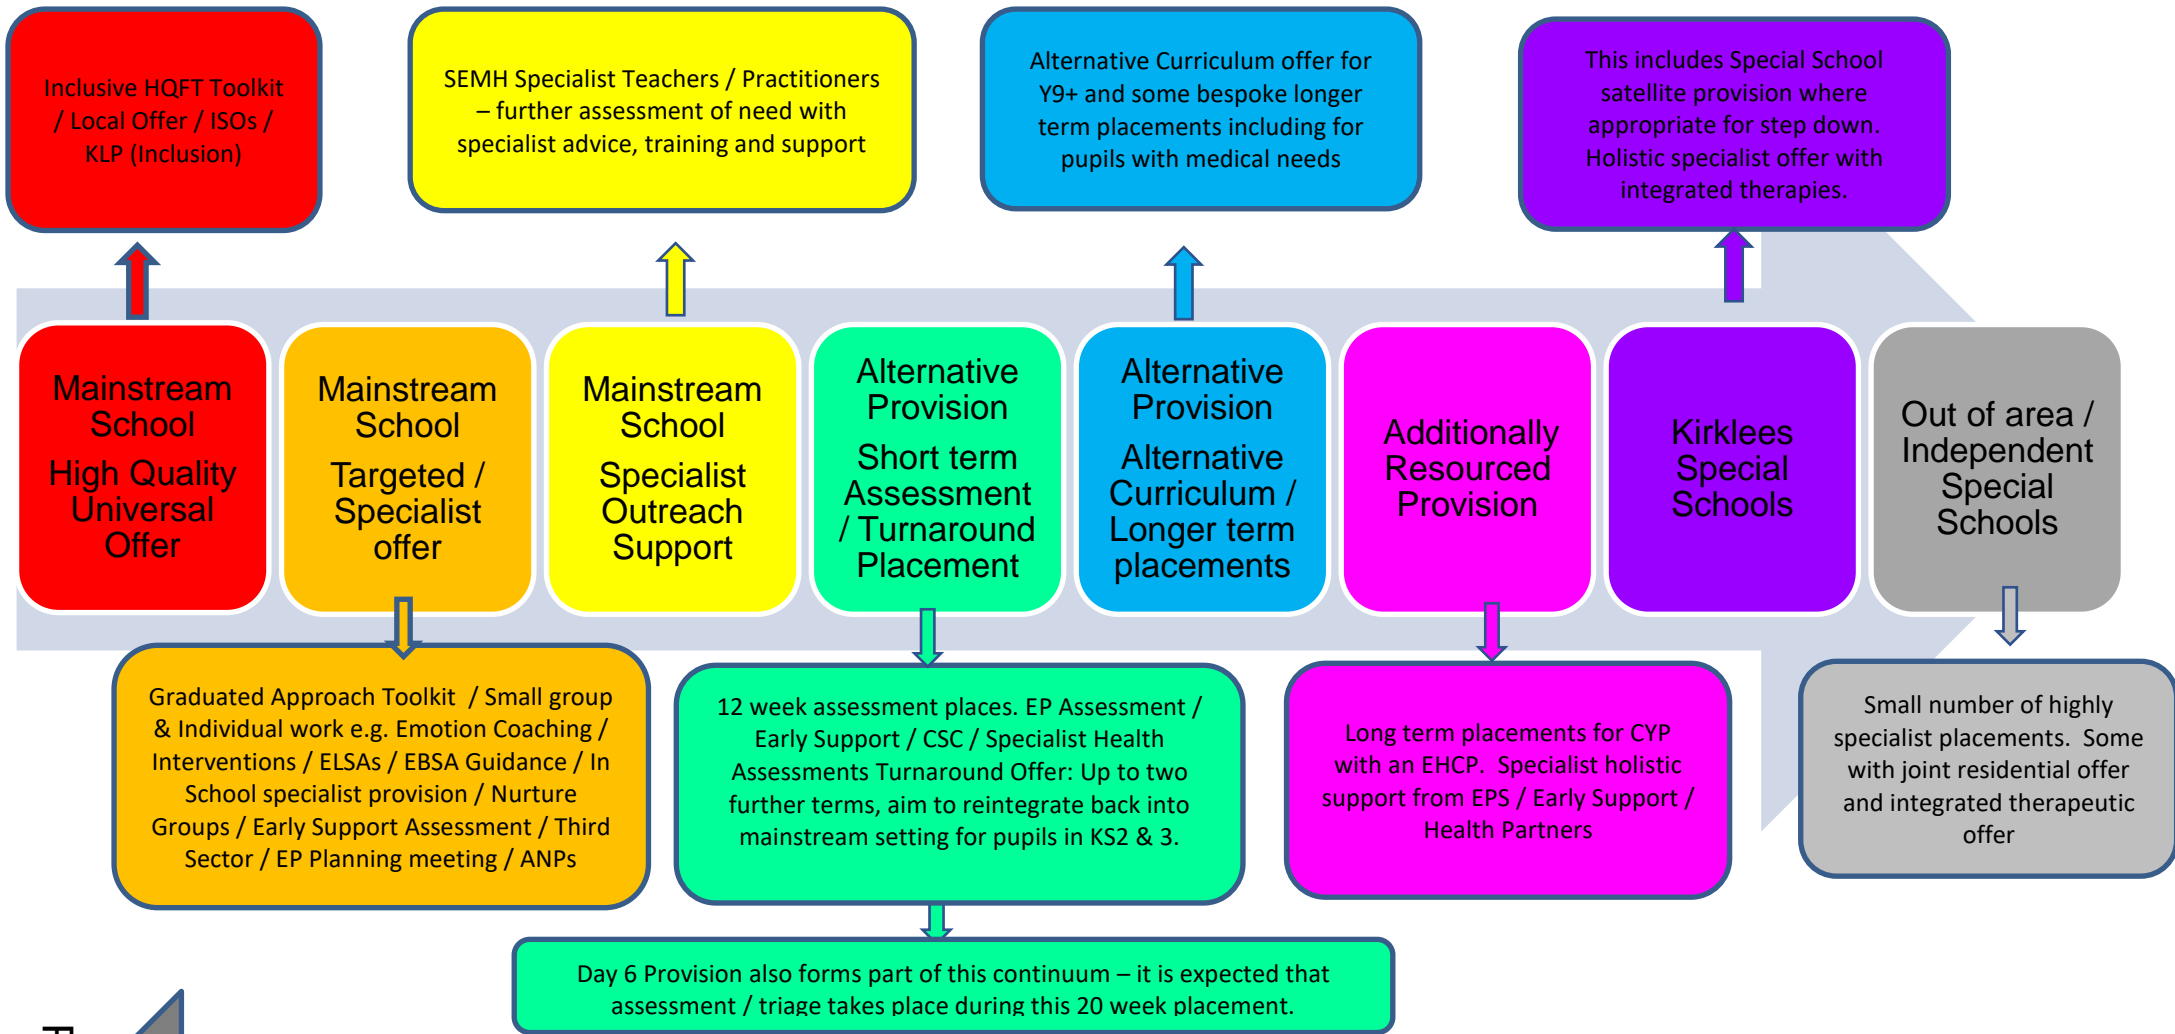 Inclusive HQFT Toolkit
/ Local Offer / ISOs /
KLP (Inclusion)
SEMH Specialist Teachers / Practitioners
– further assessment of need with
specialist advice, training and support
Alternative Curriculum offer for
Y9+ and some bespoke longer
term placements including for
pupils with medical needs
This includes Special School
satellite provision where
appropriate for step down.
Holistic specialist offer with
integrated therapies.
Mainstream
School
High Quality
Universal
Offer
Mainstream
School
Targeted /
Specialist
offer
Mainstream
School
Specialist
Outreach
Support
Alternative
Provision
Short term
Assessment
/ Turnaround
Placement
Alternative
Provision
Alternative
Curriculum /
Longer term
placements
Additionally
Resourced
Provision
Kirklees
Special
Schools
Out of area /
Independent
Special
Schools
Graduated Approach Toolkit / Small group
& Individual work e.g. Emotion Coaching /
Interventions / ELSAs / EBSA Guidance / In
School specialist provision / Nurture
Groups / Early Support Assessment / Third
Sector / EP Planning meeting / ANPs
12 week assessment places. EP Assessment /
Early Support / CSC / Specialist Health
Assessments Turnaround Offer: Up to two
further terms, aim to reintegrate back into
mainstream setting for pupils in KS2 & 3.
Long term placements for CYP
with an EHCP. Specialist holistic
support from EPS / Early Support /
Health Partners
Small number of highly
specialist placements. Some
with joint residential offer
and integrated therapeutic
offer
Day 6 Provision also forms part of this continuum – it is expected that
assessment / triage takes place during this 20 week placement.